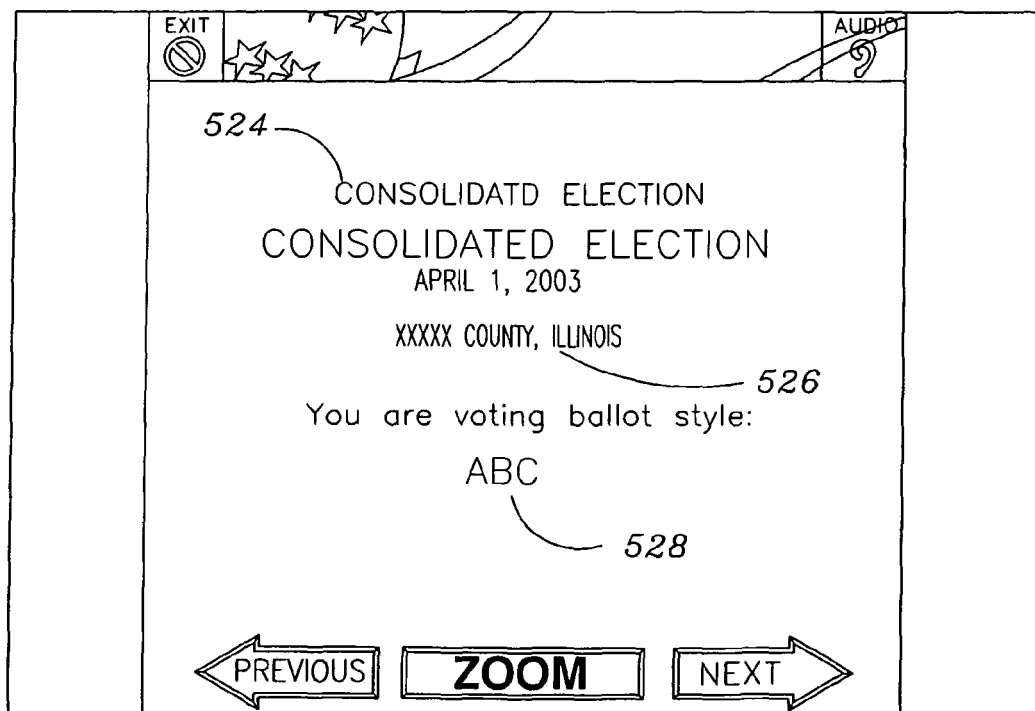 EXIT
AUDIO
524
CONSOLIDATD ELECTION
CONSOLIDATED ELECTION
APRIL 1, 2003
XXXXX COUNTY, ILLINOIS
526
You are voting ballot style:
ABC
528
PREVIOUS
ZOOM
NEXT